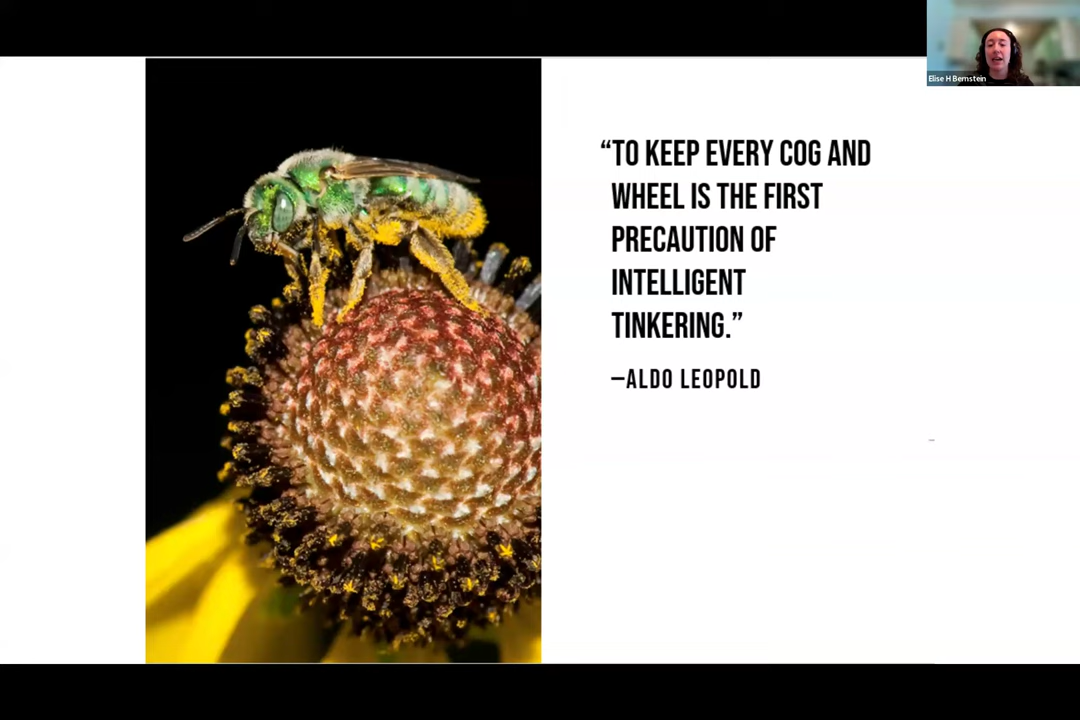 Elise H Bernstein
“TO KEEP EVERY COG AND
WHEEL IS THE FIRST
PRECAUTION OF
INTELLIGENT
TINKERING.”
—ALDO LEOPOLD